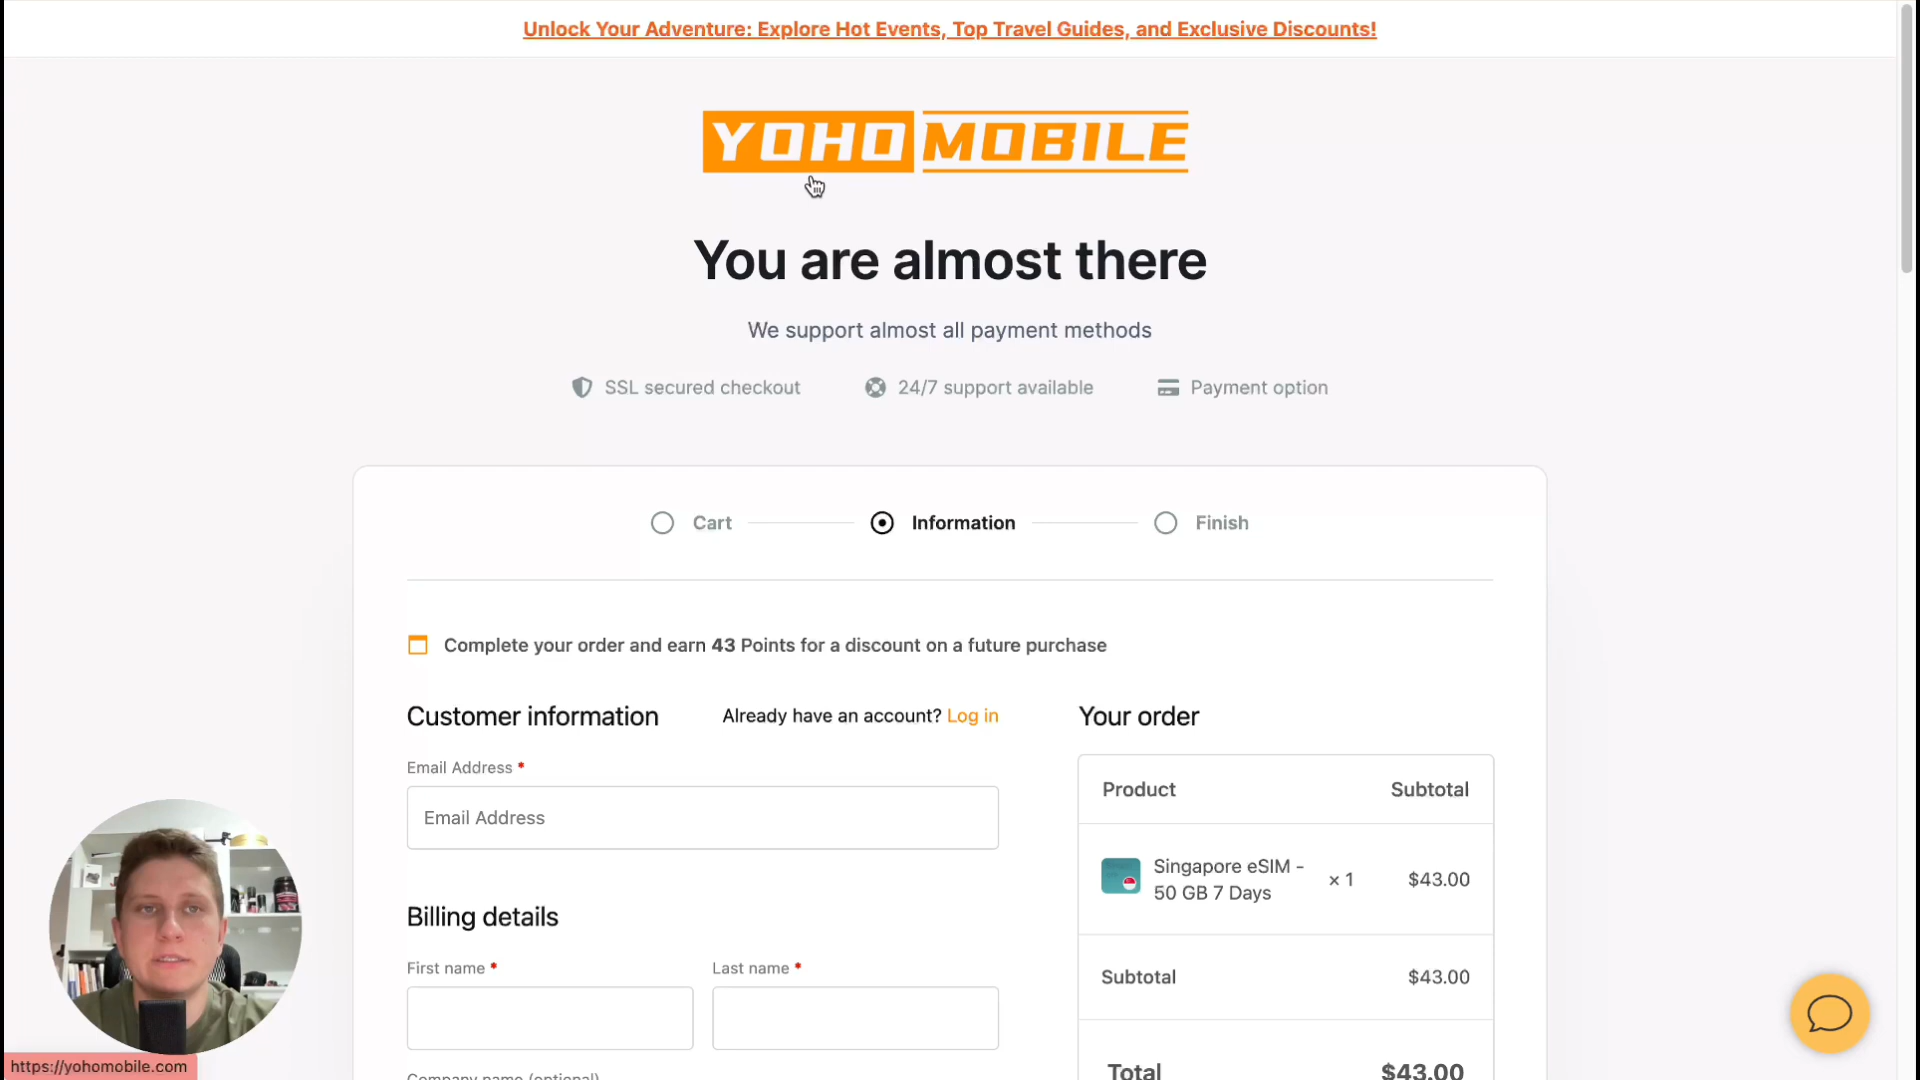 Unlock Your Adventure: Explore Hot Events, Top Travel Guides, and Exclusive Discounts!
YOHO MOBILE
You are almost there
We support almost all payment methods
SSL secured checkout
24/7 support available
Payment option
Cart
Information
Finish
Complete your order and earn 43 Points for a discount on a future purchase
Customer information
Already have an account? Log in
Email Address *
Email Address
Billing details
First name *
Last name *
Company name (optional)
Your order
Product Subtotal
Singapore eSIM -
50 GB 7 Days
× 1
$43.00
Subtotal $43.00
Total $43.00
https://yohomobile.com